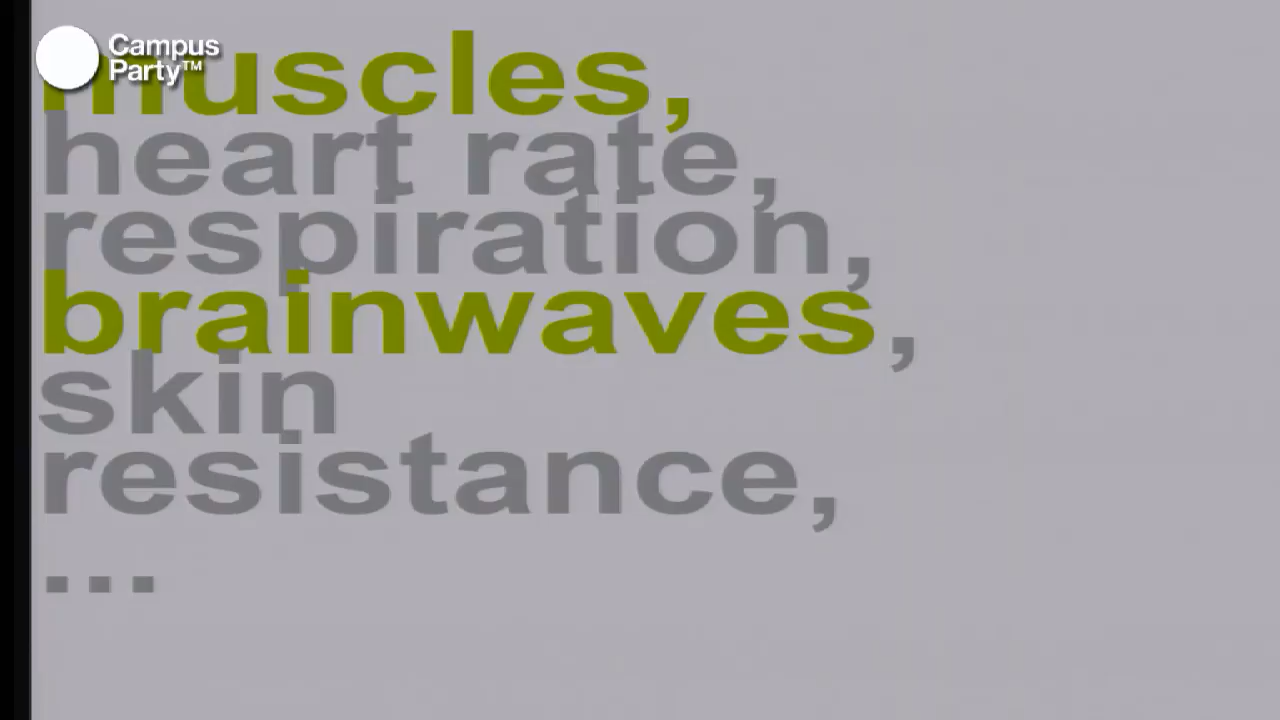 Campus
Party™
muscles,
heart rate,
respiration,
brainwaves,
skin
resistance,
...